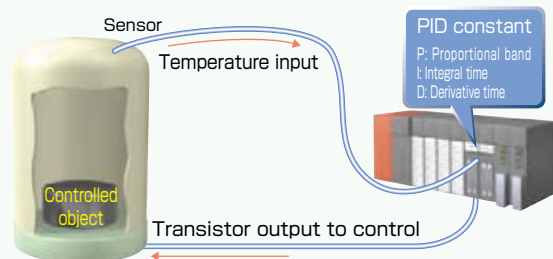 Sensor
Temperature input
PID constant
P: Proportional band
I: Integral time
D: Derivative time
Controlled
object
Transistor output to control